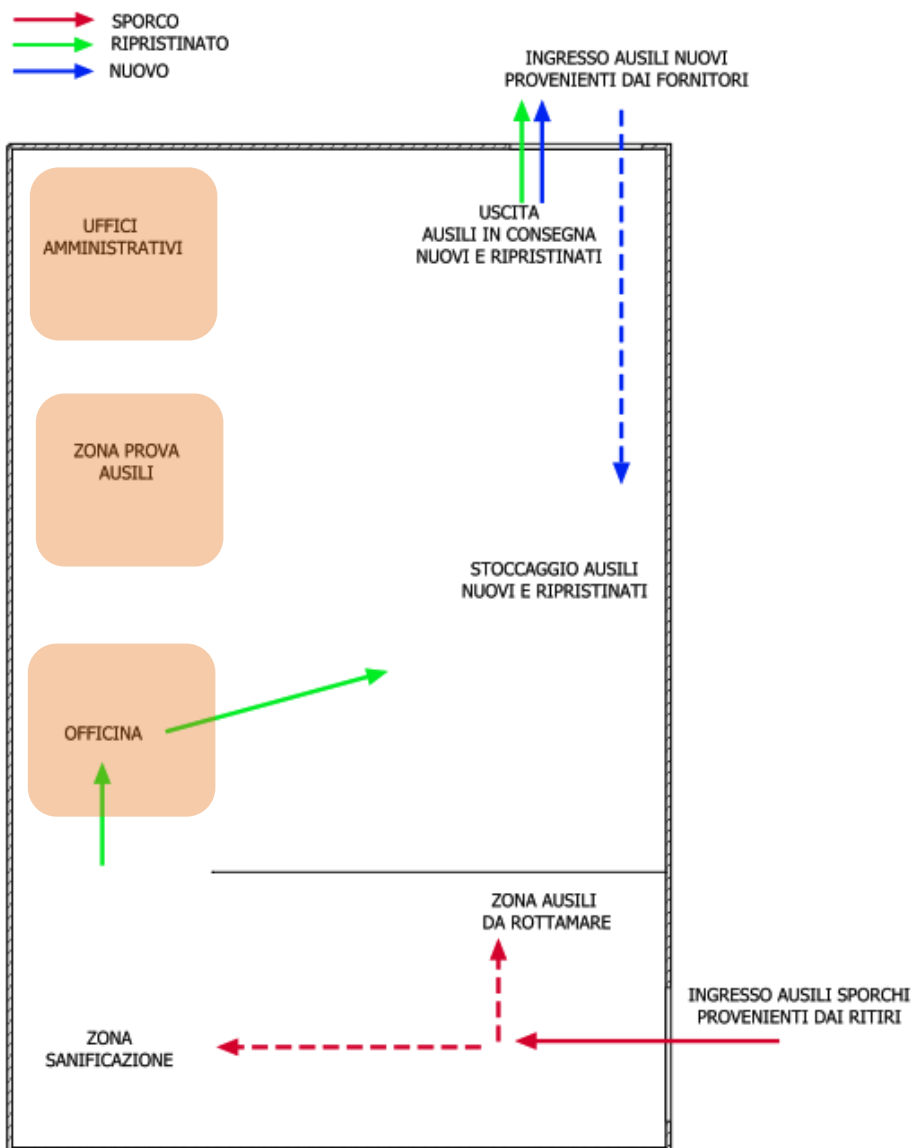 SPORCO
RIPRISTINATO
NUOVO
INGRESSO AUSILI NUOVI
PROVENIENTI DAI FORNITORI
UFFICI
AMMINISTRATIVI
USCITA
AUSILI IN CONSEGNA
NUOVI E RIPRISTINATI
ZONA PROVA
AUSILI
STOCCAGGIO AUSILI
NUOVI E RIPRISTINATI
OFFICINA
ZONA AUSILI
DA ROTTAMARE
INGRESSO AUSILI SPORCHI
PROVENIENTI DAI RITIRI
ZONA
SANIFICAZIONE